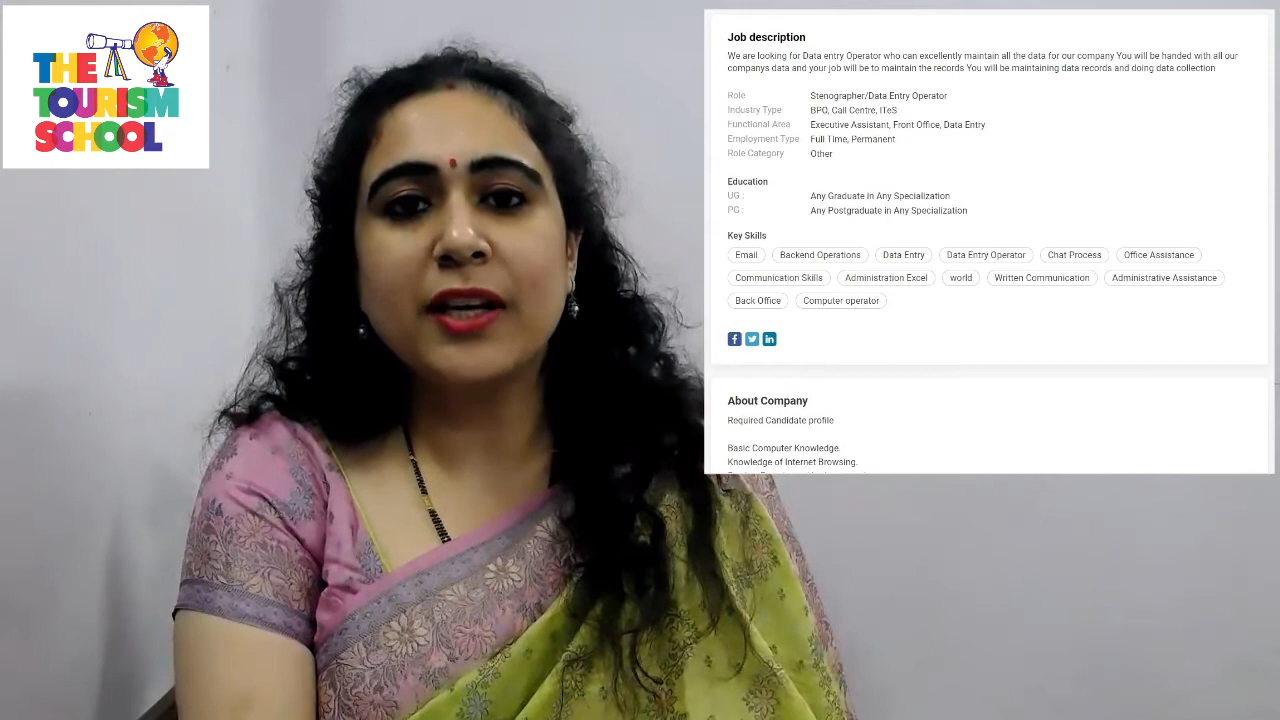 THE
TOURISM
SCHOOL
Job description
We are looking for Data entry Operator who can excellently maintain all the data for our company You will be handed with all our
companys data and your job will be to maintain the records You will be maintaining data records and doing data collection
Role Stenographer/Data Entry Operator
Industry Type BPO, Call Centre, ITeS
Functional Area Executive Assistant, Front Office, Data Entry
Employment Type Full Time, Permanent
Role Category Other
Education
UG : Any Graduate in Any Specialization
PG : Any Postgraduate in Any Specialization
Key Skills
Email Backend Operations Data Entry Data Entry Operator Chat Process Office Assistance
Communication Skills Administration Excel world Written Communication Administrative Assistance
Back Office Computer operator
About Company
Required Candidate profile
Basic Computer Knowledge.
Knowledge of Internet Browsing.